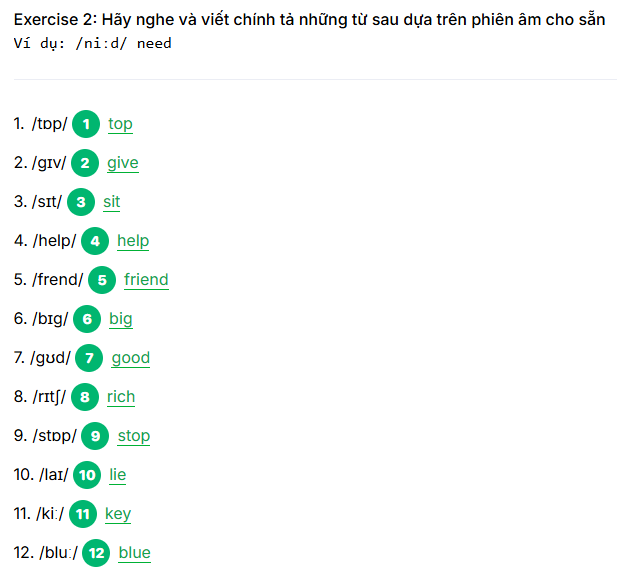 Exercise 2: Hãy nghe và viết chính tả những từ sau dựa trên phiên âm cho sẵn
Ví dụ: /niːd/ need
1. /tɒp/ 1 top
2. /gɪv/ 2 give
3. /sɪt/ 3 sit
4. /help/ 4 help
5. /frend/ 5 friend
6. /bɪg/ 6 big
7. /gʊd/ 7 good
8. /rɪtʃ/ 8 rich
9. /stɒp/ 9 stop
10. /laɪ/ 10 lie
11. /kiː/ 11 key
12. /bluː/ 12 blue